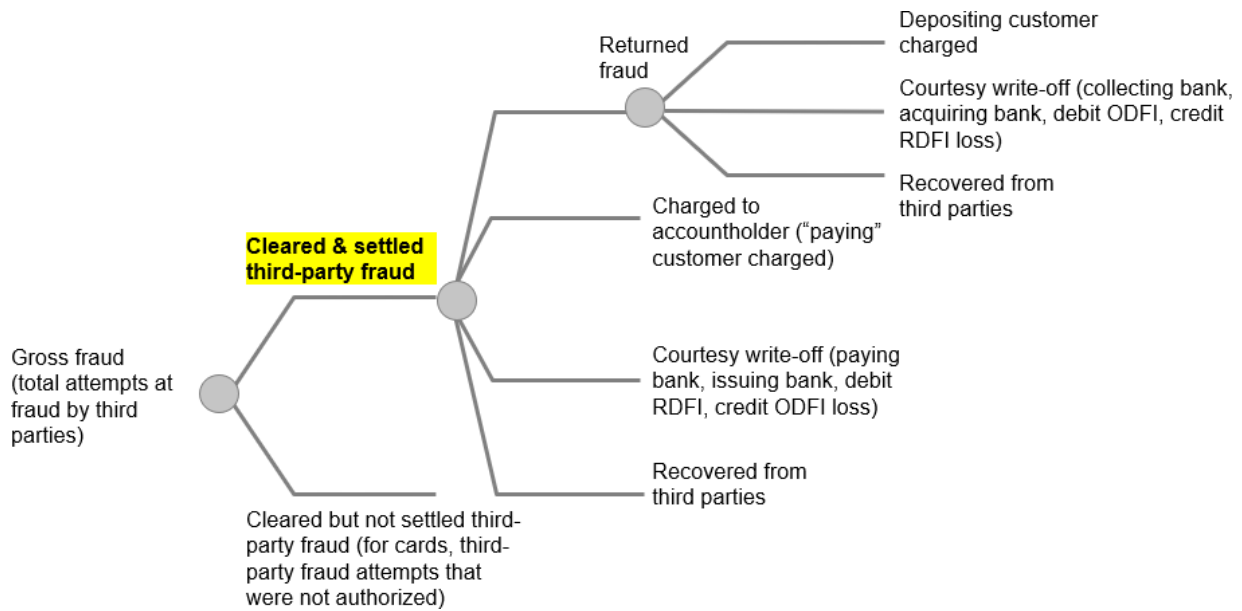 Gross fraud
(total attempts at
fraud by third
parties)
Cleared & settled
third-party fraud
Cleared but not settled third-
party fraud (for cards, third-
party fraud attempts that
were not authorized)
Returned
fraud
Charged to
accountholder (“paying”
customer charged)
Courtesy write-off (paying
bank, issuing bank, debit
RDFI, credit ODFI loss)
Recovered from
third parties
Depositing customer
charged
Courtesy write-off (collecting bank,
acquiring bank, debit ODFI, credit
RDFI loss)
Recovered from
third parties